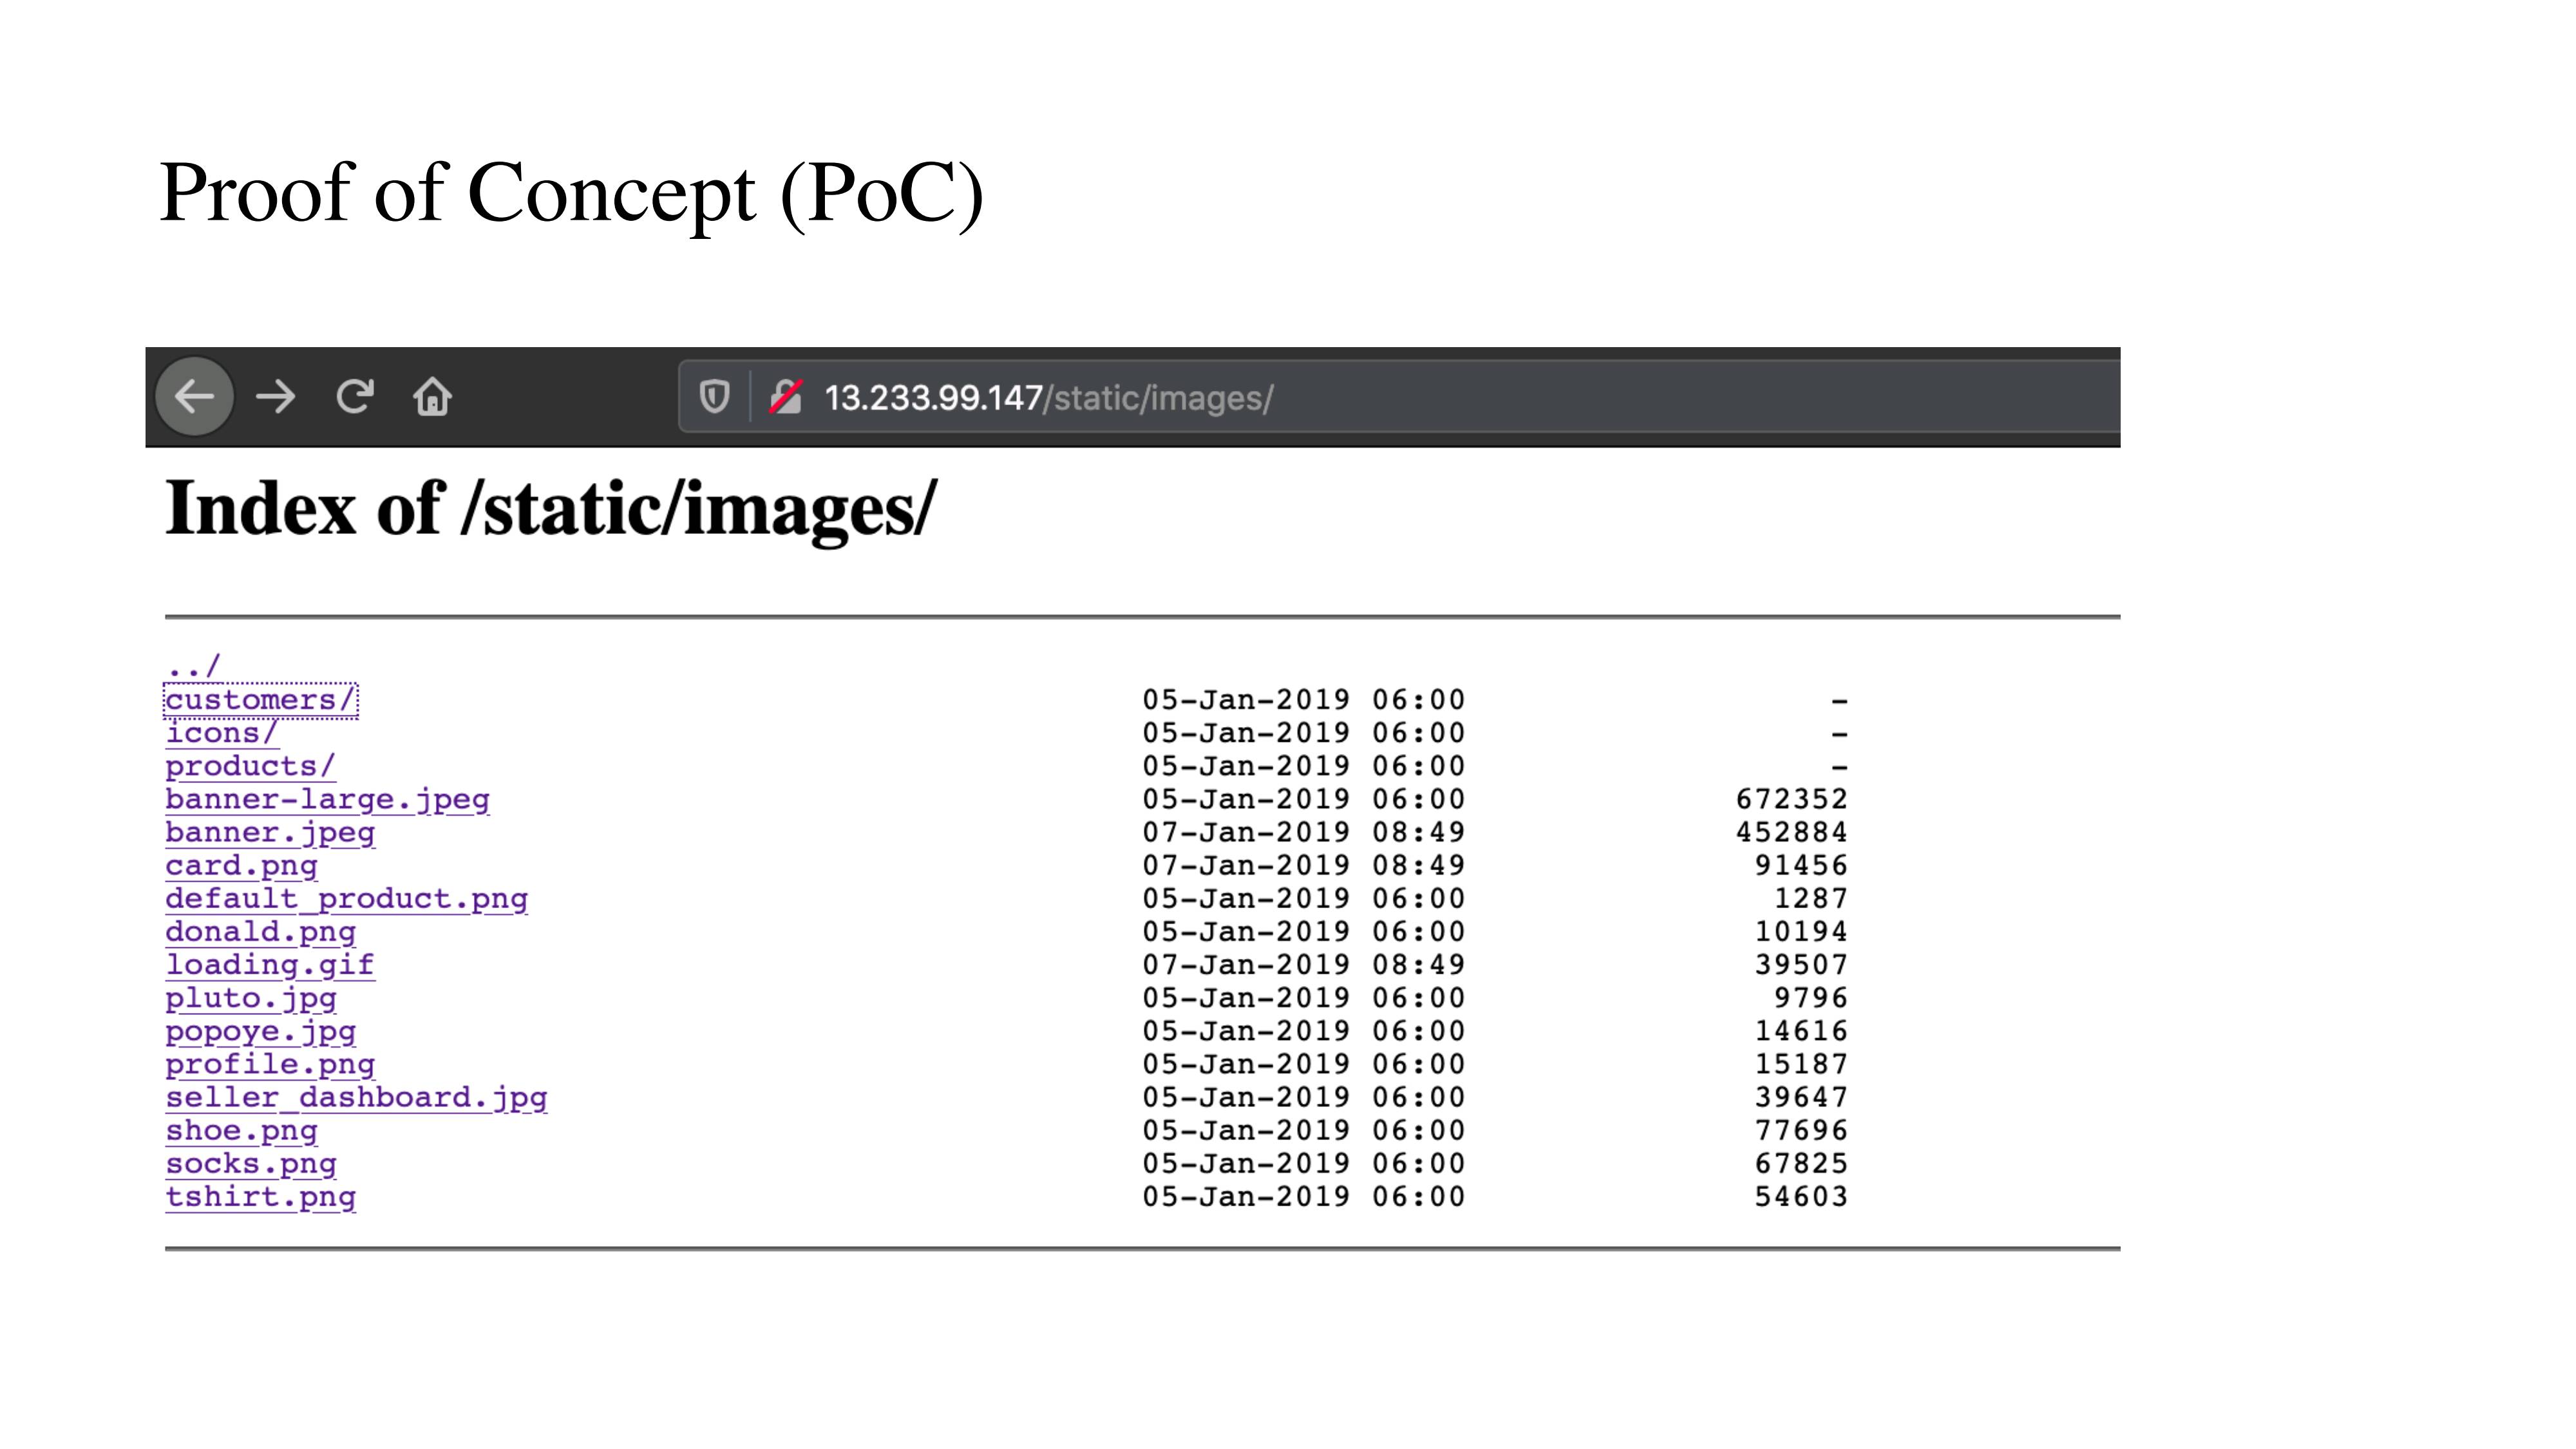 Proof of Concept (PoC)
13.233.99.147/static/images/
Index of /static/images/
../
customers/ 05-Jan-2019 06:00 -
icons/ 05-Jan-2019 06:00 -
products/ 05-Jan-2019 06:00 -
banner-large.jpeg 05-Jan-2019 06:00 672352
banner.jpeg 07-Jan-2019 08:49 452884
card.png 07-Jan-2019 08:49 91456
default_product.png 05-Jan-2019 06:00 1287
donald.png 05-Jan-2019 06:00 10194
loading.gif 07-Jan-2019 08:49 39507
pluto.jpg 05-Jan-2019 06:00 9796
popoye.jpg 05-Jan-2019 06:00 14616
profile.png 05-Jan-2019 06:00 15187
seller_dashboard.jpg 05-Jan-2019 06:00 39647
shoe.png 05-Jan-2019 06:00 77696
socks.png 05-Jan-2019 06:00 67825
tshirt.png 05-Jan-2019 06:00 54603